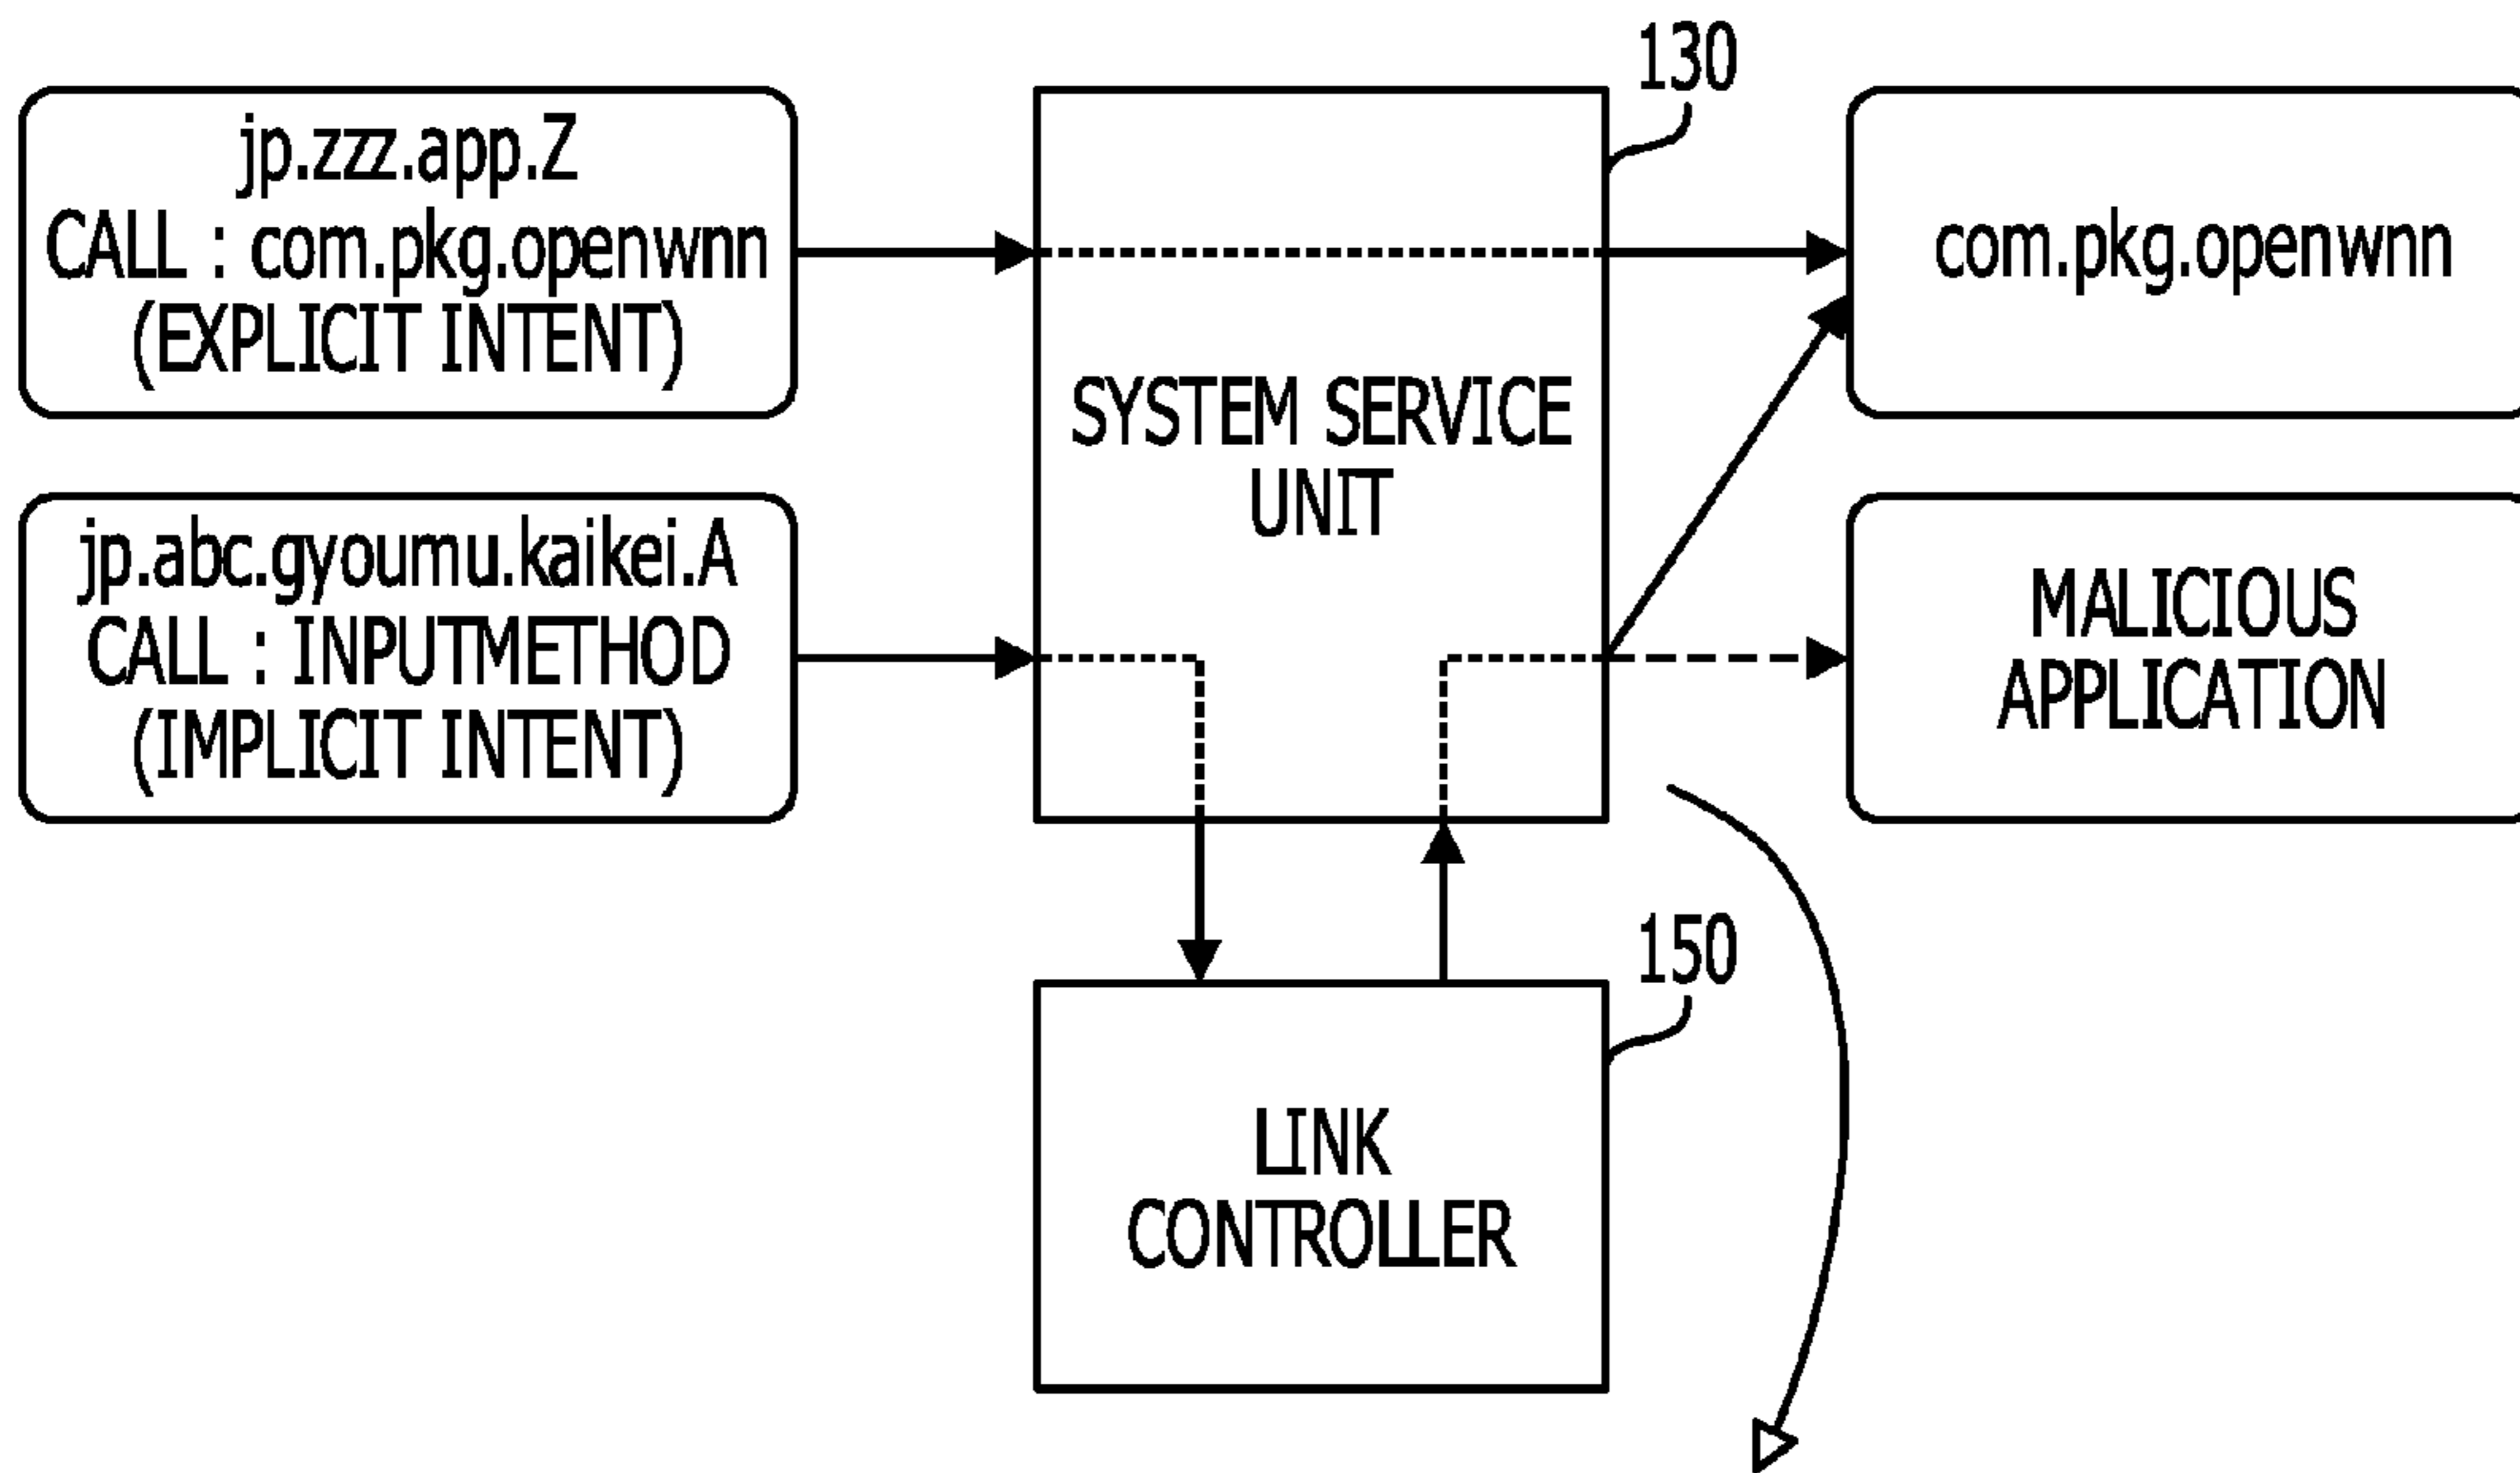 130
jp.zzz.app.Z
CALL : com.pkg.openwnn
(EXPLICIT INTENT)
SYSTEM SERVICE
UNIT
com.pkg.openwnn
jp.abc.gyoumu.kaikei.A
CALL : INPUTMETHOD
(IMPLICIT INTENT)
MALICIOUS
APPLICATION
150
LINK
CONTROLLER